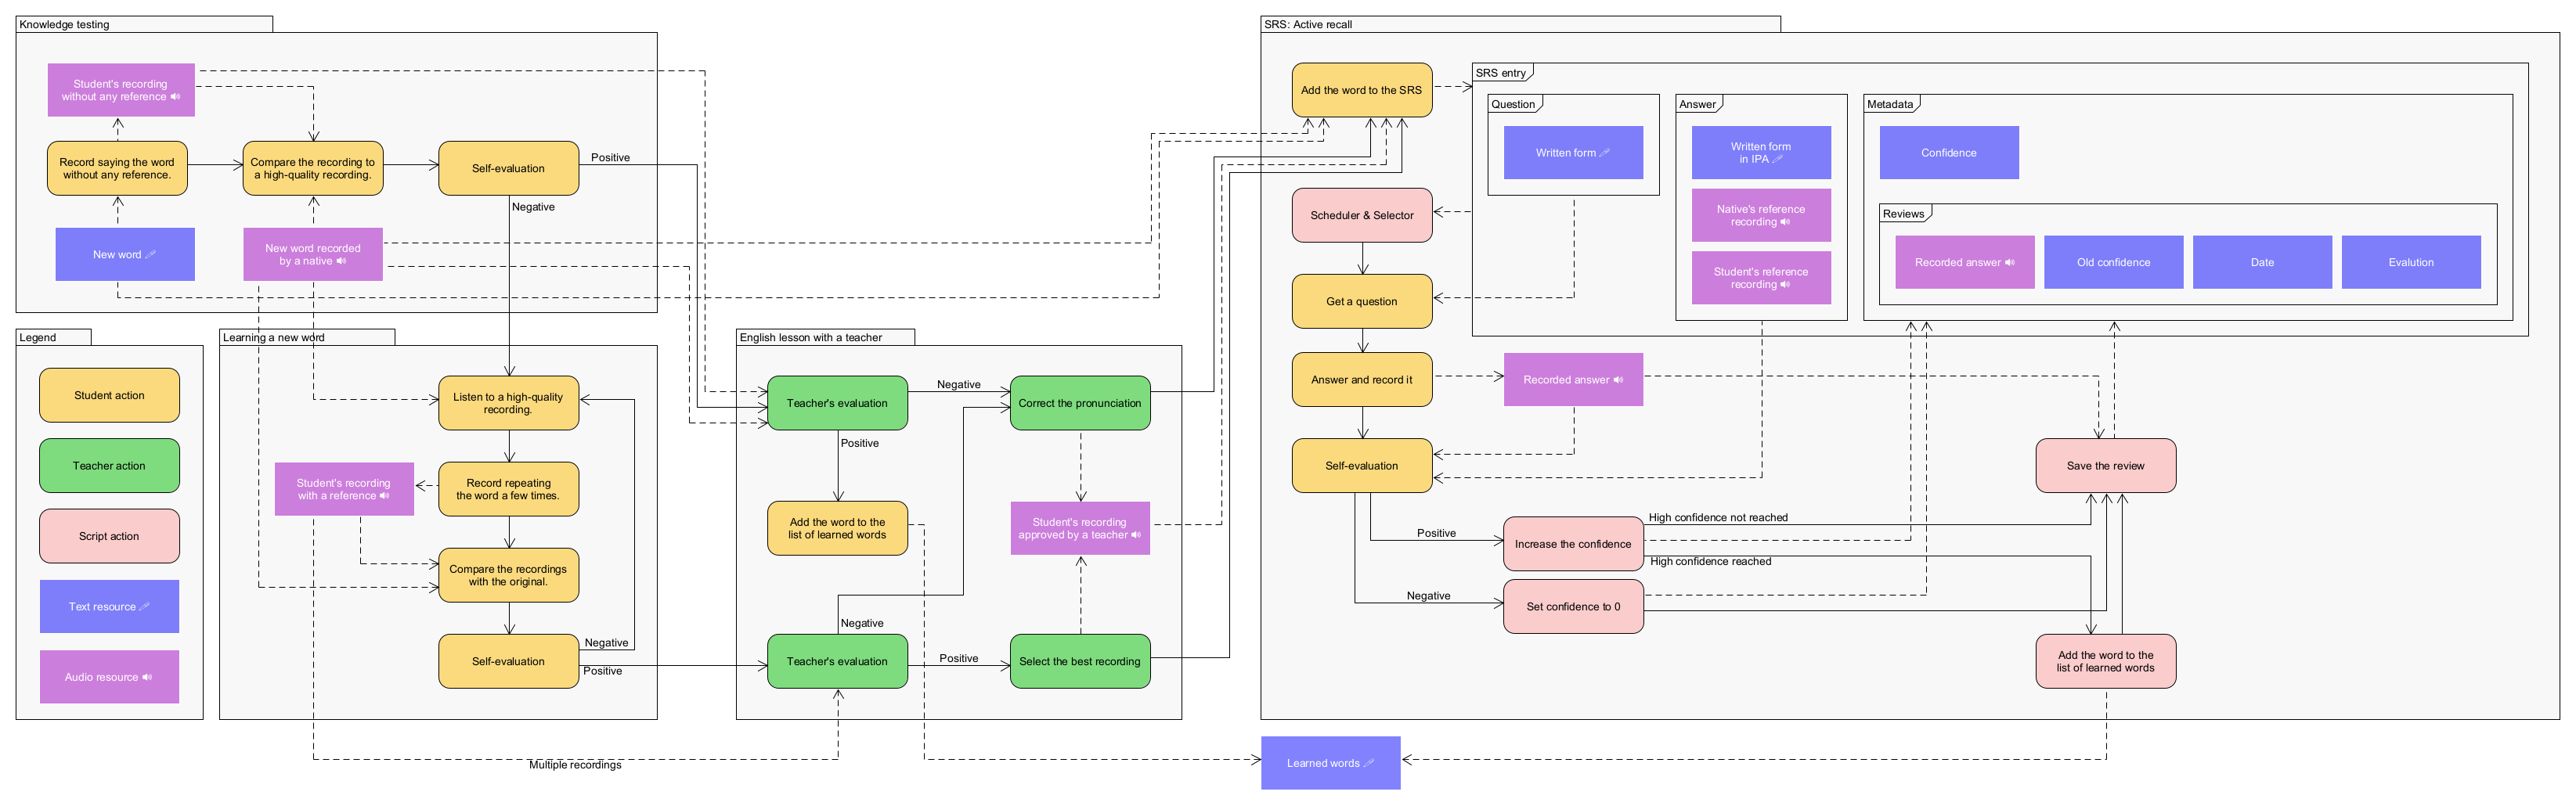 Knowledge testing
Student's recording
without any reference
Record saying the word
without any reference.
Compare the recording to
a high-quality recording.
Self-evaluation
Positive
Negative
New word
New word recorded
by a native
Legend
Student action
Teacher action
Script action
Text resource
Audio resource
Learning a new word
Listen to a high-quality
recording.
Student's recording
with a reference
Record repeating
the word a few times.
Compare the recordings
with the original.
Self-evaluation
Negative
Positive
Multiple recordings
English lesson with a teacher
Teacher's evaluation
Negative
Correct the pronunciation
Positive
Add the word to the
list of learned words
Student's recording
approved by a teacher
Negative
Teacher's evaluation
Positive
Select the best recording
SRS: Active recall
Add the word to the SRS
SRS entry
Question
Written form
Answer
Written form
in IPA
Native's reference
recording
Student's reference
recording
Metadata
Confidence
Reviews
Recorded answer
Old confidence
Date
Evalution
Scheduler & Selector
Get a question
Answer and record it
Recorded answer
Self-evaluation
Save the review
Positive
Increase the confidence
High confidence not reached
High confidence reached
Negative
Set confidence to 0
Add the word to the
list of learned words
Learned words